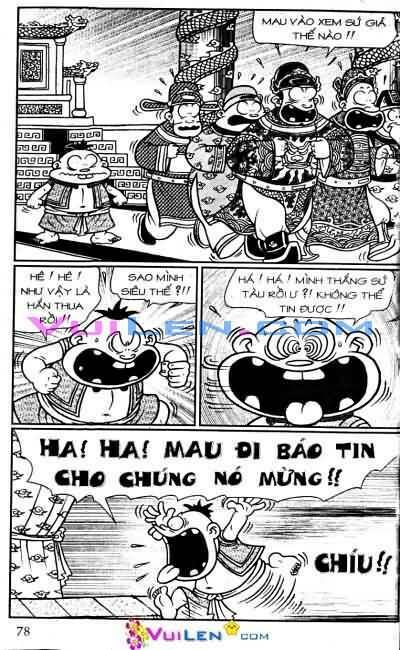 MAU VÀO XEM SỨ GIẢ
THẾ NÀO !!
HÊ ! HÊ !
NHƯ VẬY LÀ
HẮN THUA
RỒI !!
SAO MÌNH
SIÊU THẾ ?!!
HÁ ! HÁ ! MÌNH THẮNG SỨ
TÀU RỒI Ư ?! KHÔNG THỂ
TIN ĐƯỢC !!
VUILEN.COM
HA! HA! MAU ĐI BÁO TIN
CHO CHÚNG NÓ MỪNG!!
CHÍU!!
78
VUILEN COM